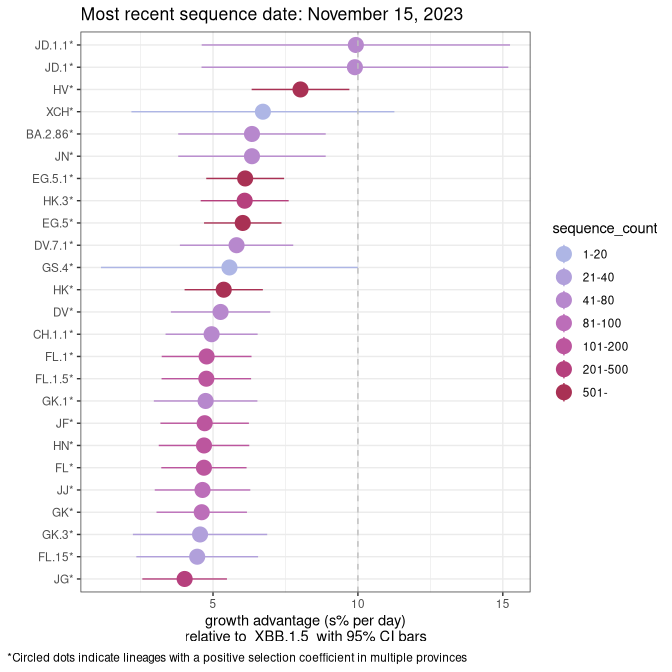 Most recent sequence date: November 15, 2023
JD.1.1*
JD.1*
HV*
XCH*
BA.2.86*
JN*
EG.5.1*
HK.3*
EG.5*
DV.7.1*
GS.4*
HK*
DV*
CH.1.1*
FL.1*
FL.1.5*
GK.1*
JF*
HN*
FL*
JJ*
GK*
GK.3*
FL.15*
JG*
5 10 15
growth advantage (s% per day)
relative to XBB.1.5 with 95% CI bars
sequence_count
1-20
21-40
41-80
81-100
101-200
201-500
501-
*Circled dots indicate lineages with a positive selection coefficient in multiple provinces